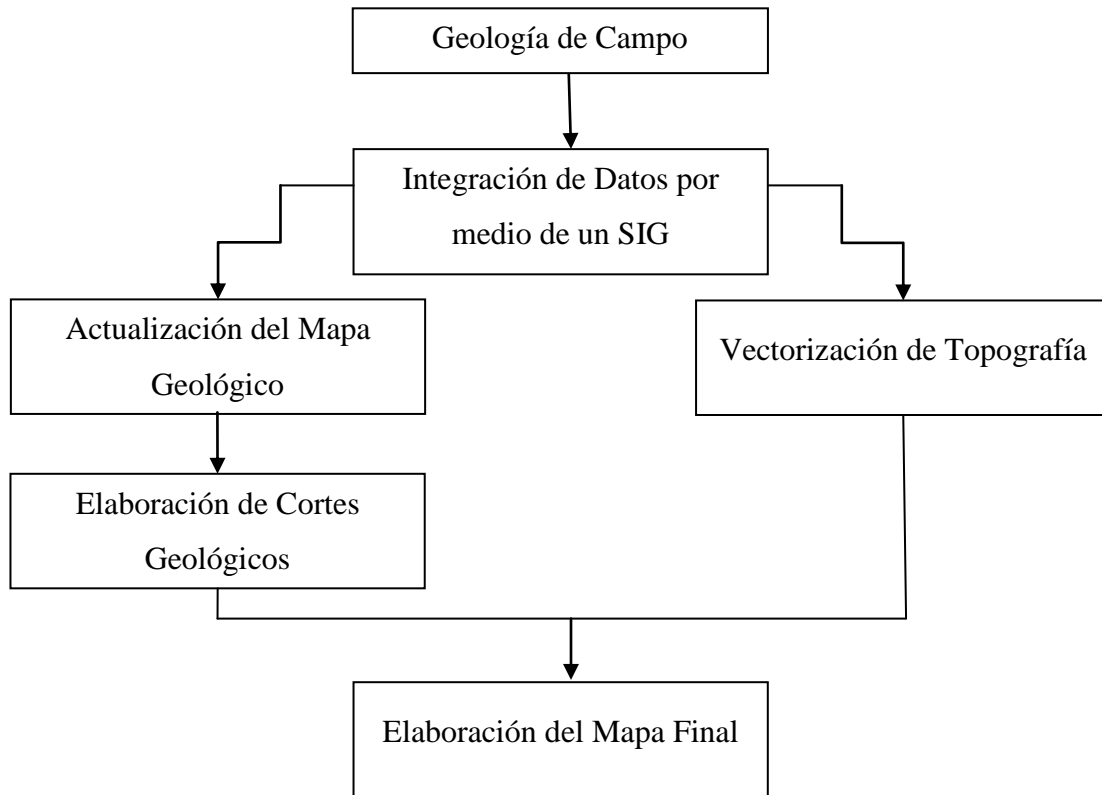 Geología de Campo
Integración de Datos por
medio de un SIG
Actualización del Mapa
Geológico
Vectorización de Topografía
Elaboración de Cortes
Geológicos
Elaboración del Mapa Final